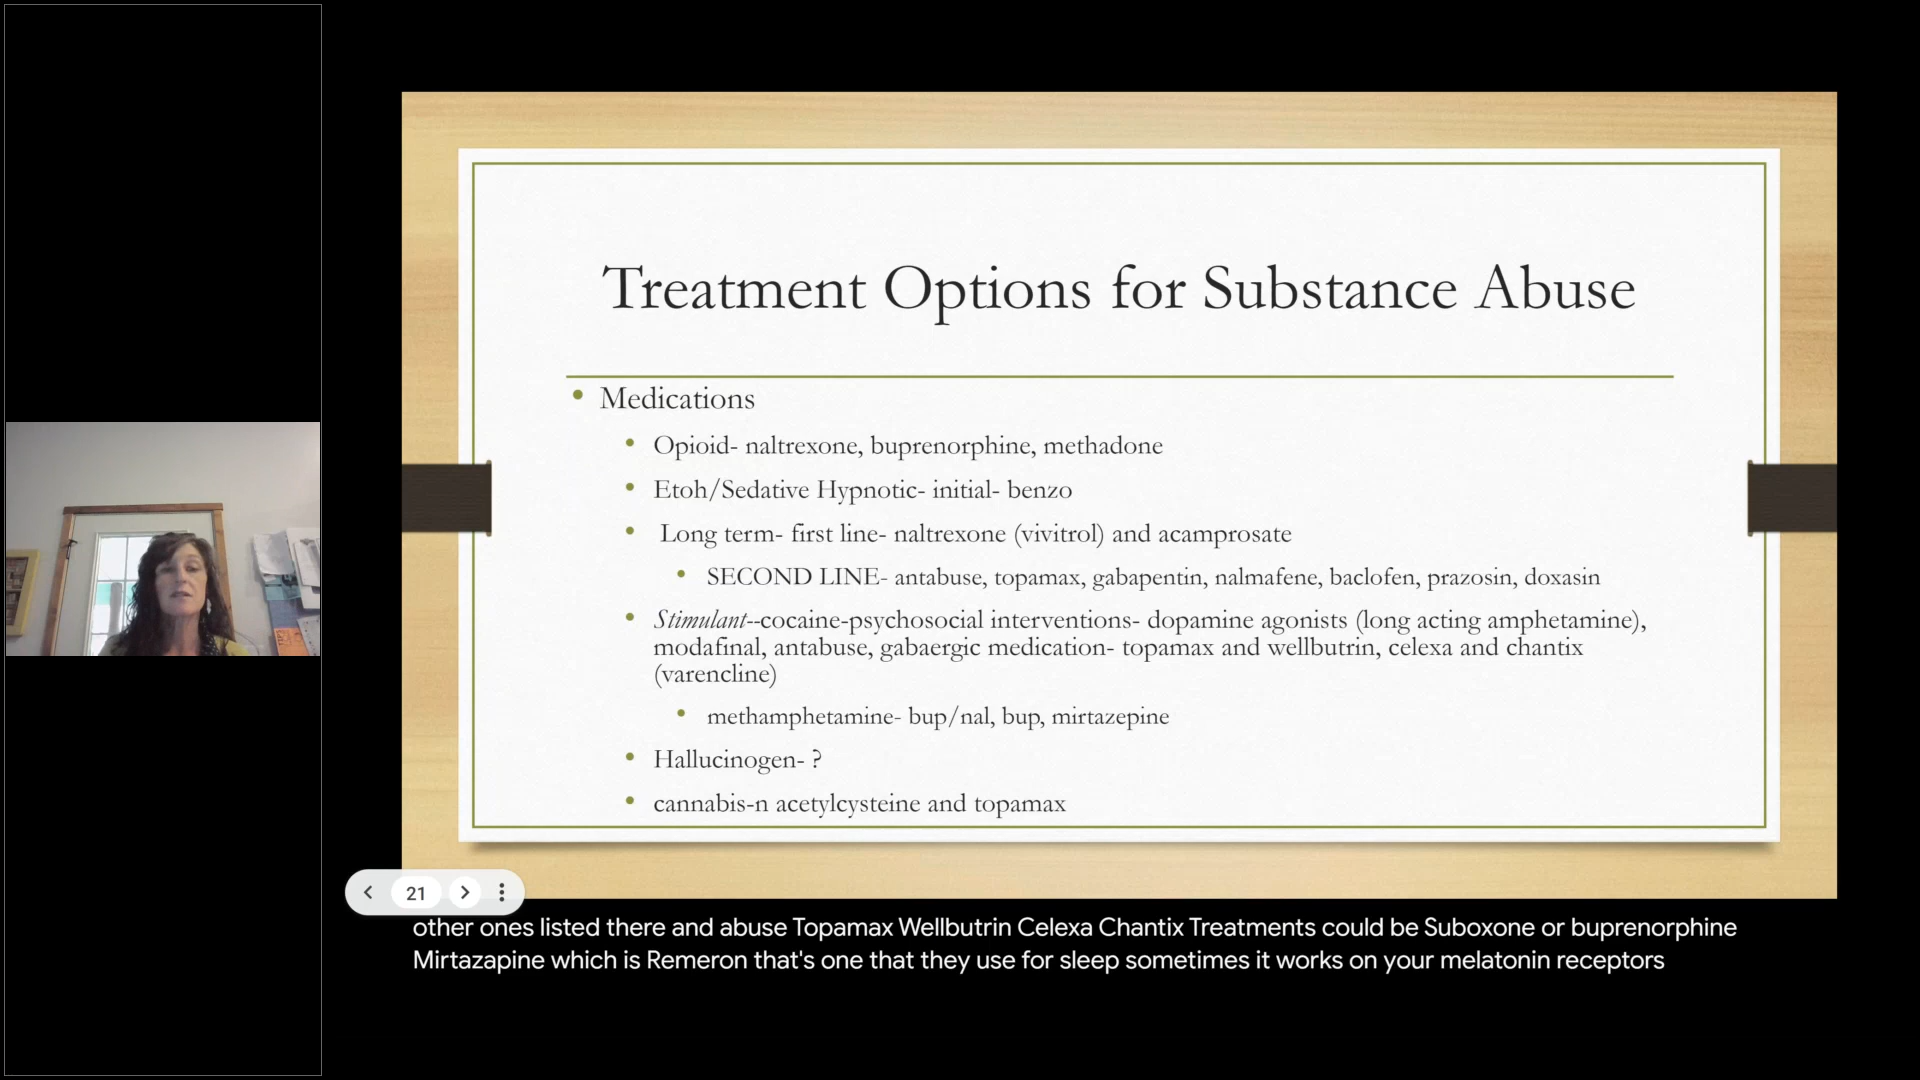 Treatment Options for Substance Abuse
Medications
Opioid- naltrexone, buprenorphine, methadone
Etoh/Sedative Hypnotic- initial- benzo
Long term- first line- naltrexone (vivitrol) and acamprosate
SECOND LINE- antabuse, topamax, gabapentin, nalmafene, baclofen, prazosin, doxasin
Stimulant--cocaine-psychosocial interventions- dopamine agonists (long acting amphetamine),
modafinal, antabuse, gabaergic medication- topamax and wellbutrin, celexa and chantix
(varencline)
methamphetamine- bup/nal, bup, mirtazepine
Hallucinogen- ?
cannabis-n acetylcysteine and topamax
21
other ones listed there and abuse Topamax Wellbutrin Celexa Chantix Treatments could be Suboxone or buprenorphine
Mirtazapine which is Remeron that's one that they use for sleep sometimes it works on your melatonin receptors